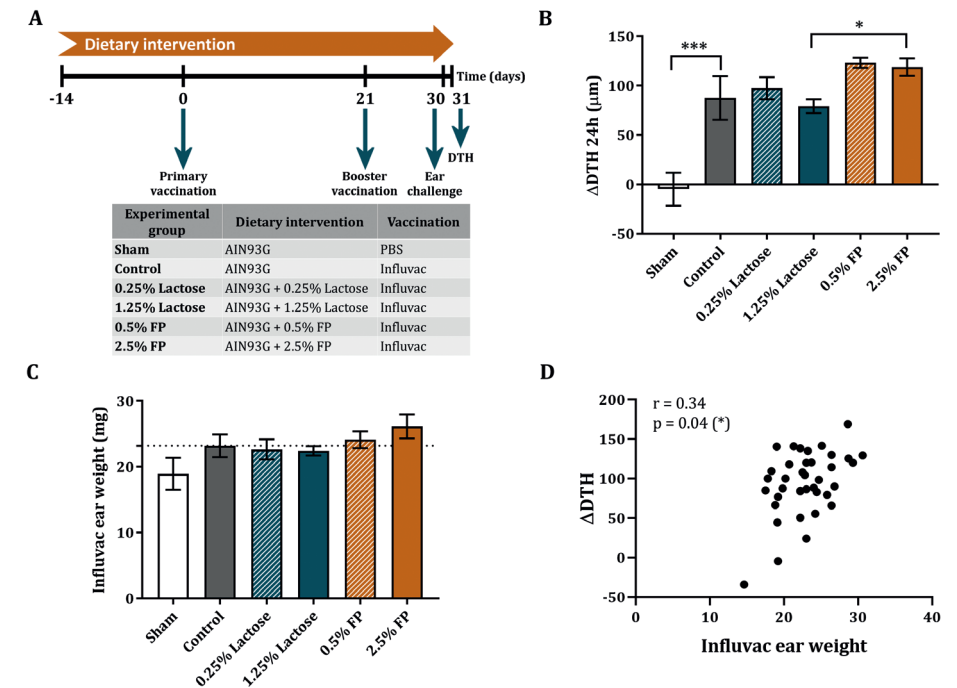 A
Dietary intervention
Time (days)
-14
0
21
30
31
DTH
Primary
vaccination
Booster
vaccination
Ear
challenge
Experimental
group
Dietary intervention
Vaccination
Sham
AIN93G
PBS
Control
AIN93G
Influvac
0.25% Lactose
AIN93G + 0.25% Lactose
Influvac
1.25% Lactose
AIN93G + 1.25% Lactose
Influvac
0.5% FP
AIN93G + 0.5% FP
Influvac
2.5% FP
AIN93G + 2.5% FP
Influvac
B
ΔDTH 24h (µm)
150
100
50
0
-50
***
*
Sham
Control
0.25% Lactose
1.25% Lactose
0.5% FP
2.5% FP
C
Influvac ear weight (mg)
30
20
10
0
Sham
Control
0.25% Lactose
1.25% Lactose
0.5% FP
2.5% FP
D
r = 0.34
p = 0.04 (*)
ΔDTH
200
150
100
50
0
-50
0
10
20
30
40
Influvac ear weight